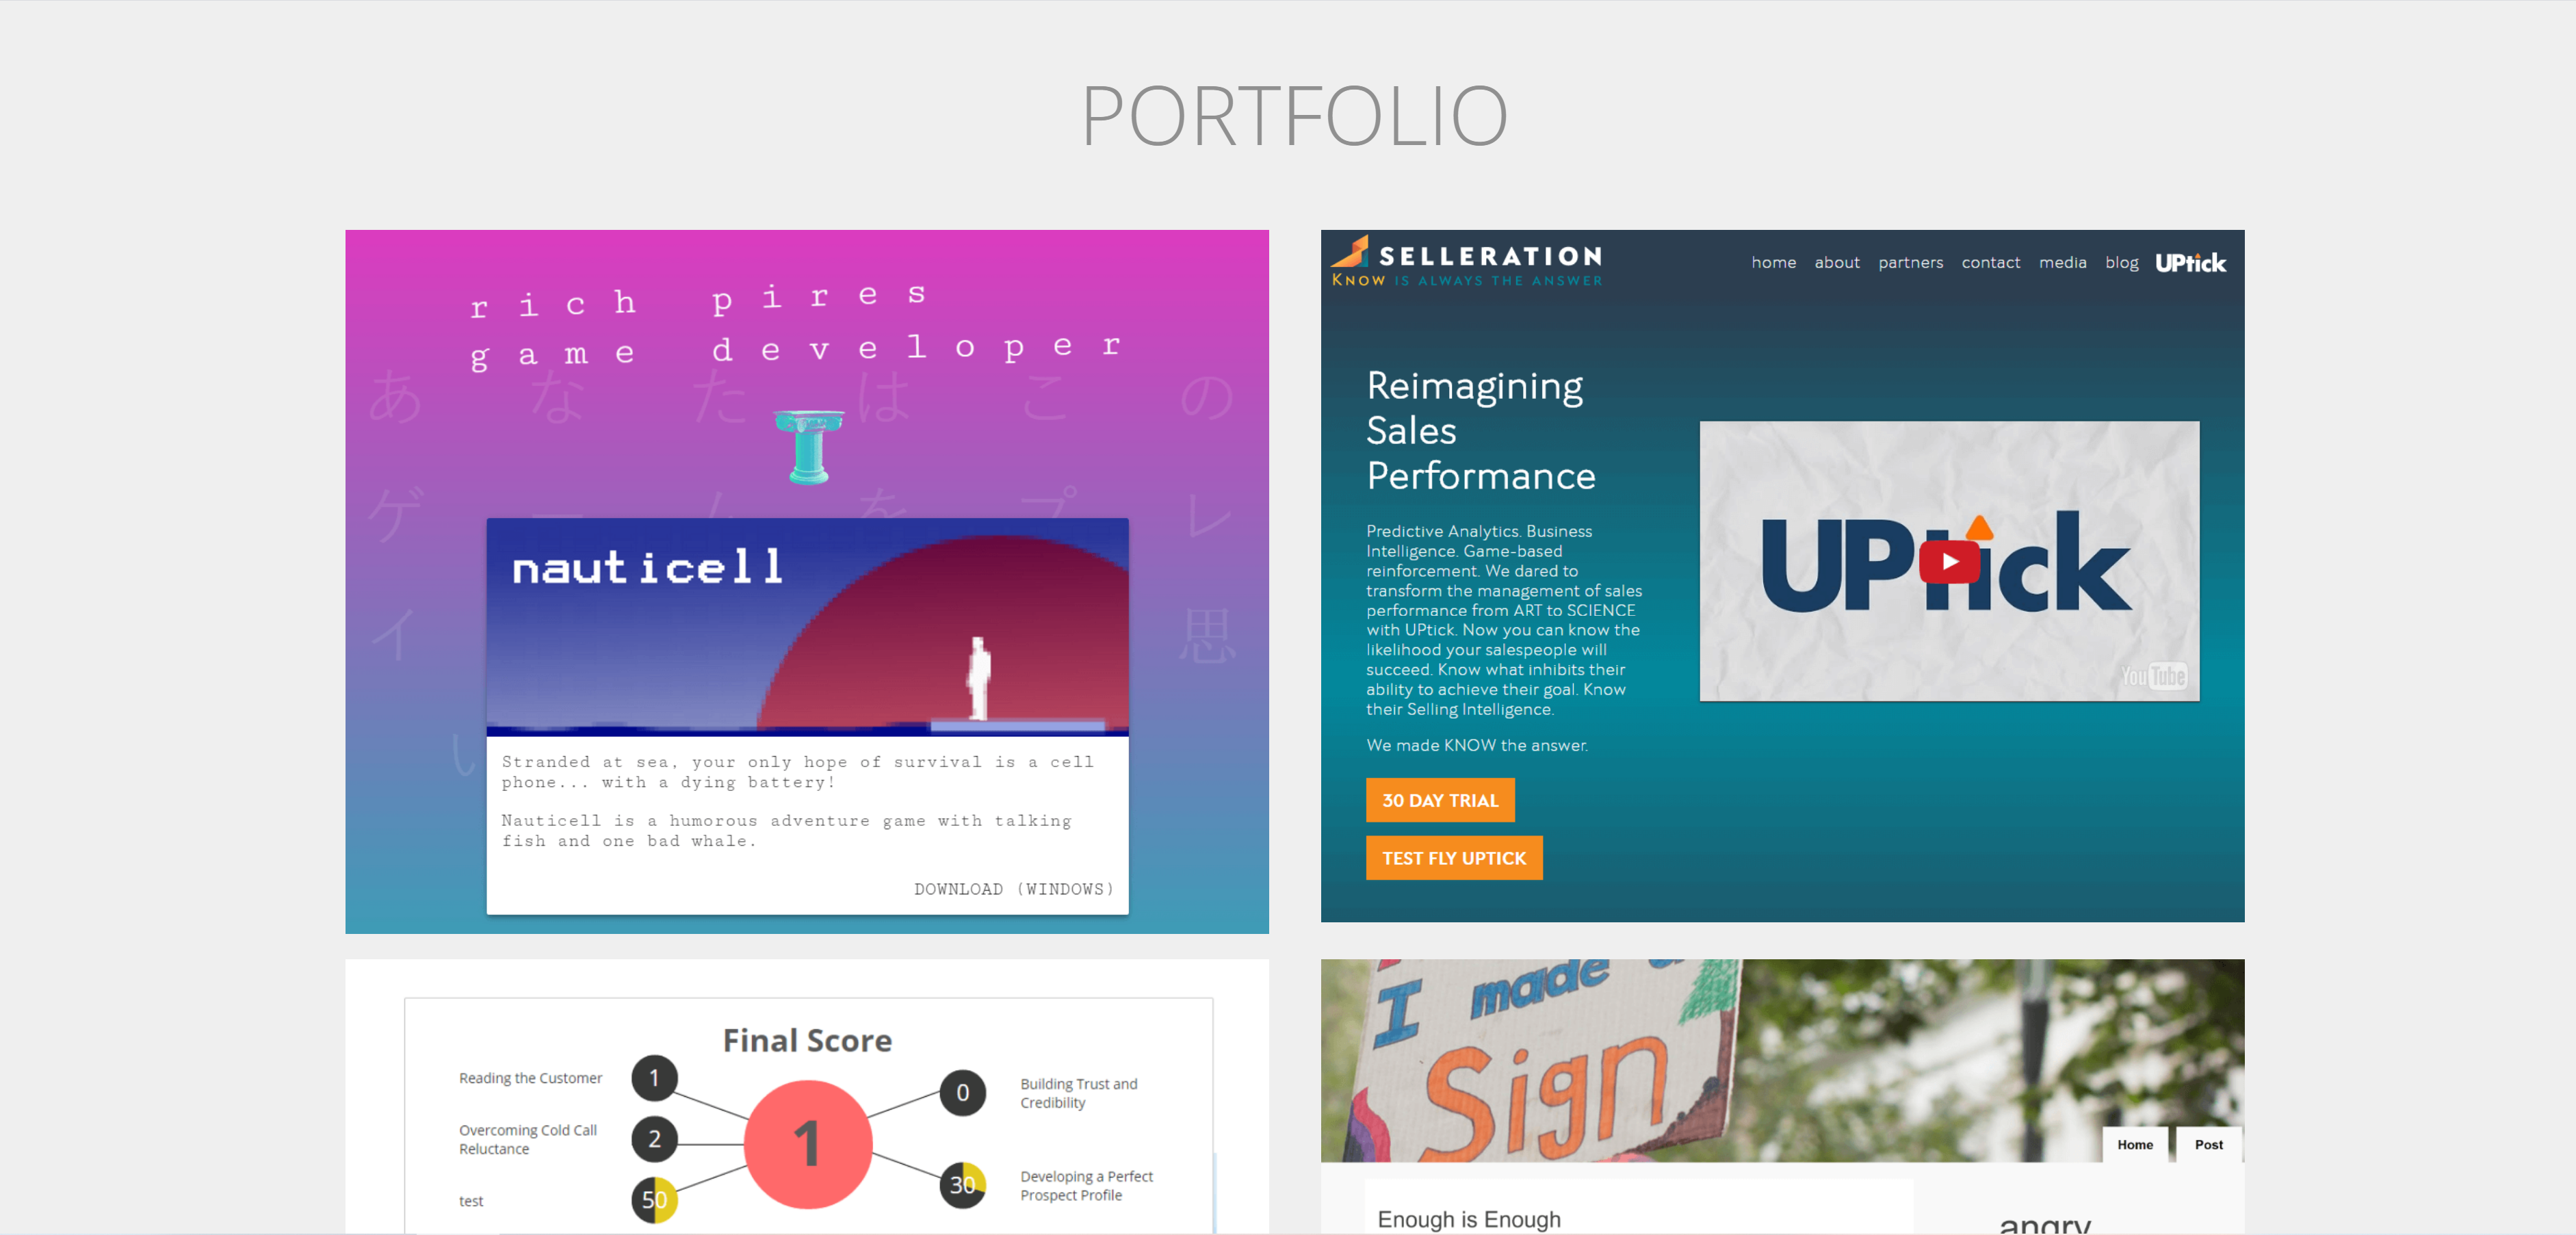 PORTFOLIO
rich pires
game developer
あなたはこの
ゲームをプレ
イ思
い
nauticell
Stranded at sea, your only hope of survival is a cell
phone... with a dying battery!
Nauticell is a humorous adventure game with talking
fish and one bad whale.
DOWNLOAD (WINDOWS)
SELLERATION
KNOW IS ALWAYS THE ANSWER
home about partners contact media blog UPtick
Reimagining
Sales
Performance
Predictive Analytics. Business
Intelligence. Game-based
reinforcement. We dared to
transform the management of sales
performance from ART to SCIENCE
with UPtick. Now you can know the
likelihood your salespeople will
succeed. Know what inhibits their
ability to achieve their goal. Know
their Selling Intelligence.
We made KNOW the answer.
30 DAY TRIAL
TEST FLY UPTICK
UPtick
YouTube
Final Score
Reading the Customer 1
Overcoming Cold Call
Reluctance 2
test 50
1
0 Building Trust and
Credibility
30 Developing a Perfect
Prospect Profile
I made a
Sign
Home Post
Enough is Enough
angry